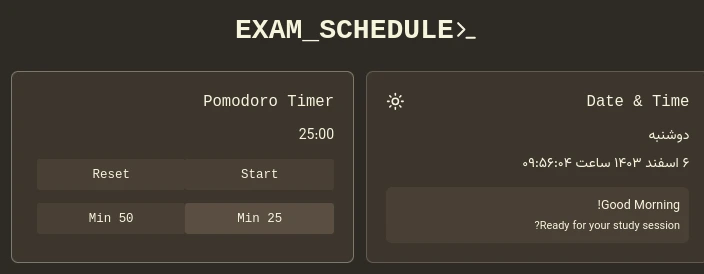 EXAM_SCHEDULE>_
Date & Time
دوشنبه
۶ اسفند ۱۴۰۳ ساعت ۰۹:۵۶:۰۴
!Good Morning
?Ready for your study session
Pomodoro Timer
25:00
Start
Reset
Min 25
Min 50